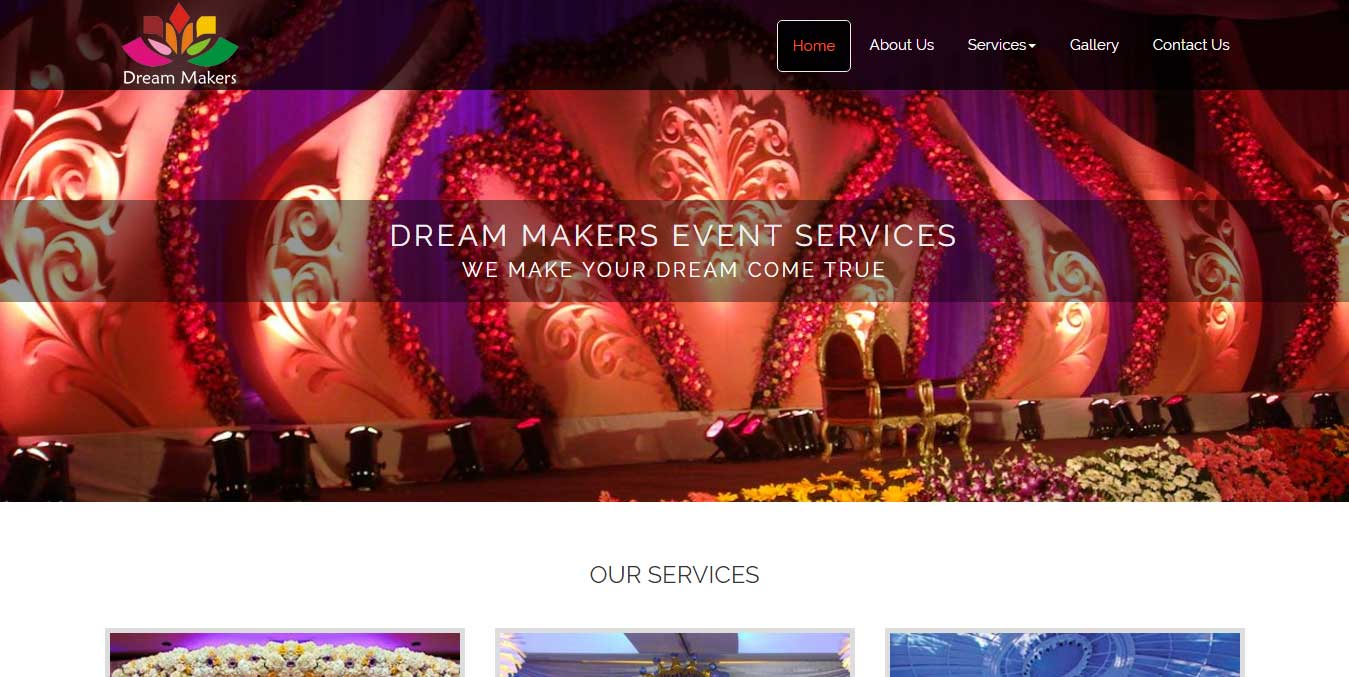 Dream Makers
Home
About Us
Services
Gallery
Contact Us
DREAM MAKERS EVENT SERVICES
WE MAKE YOUR DREAM COME TRUE
OUR SERVICES